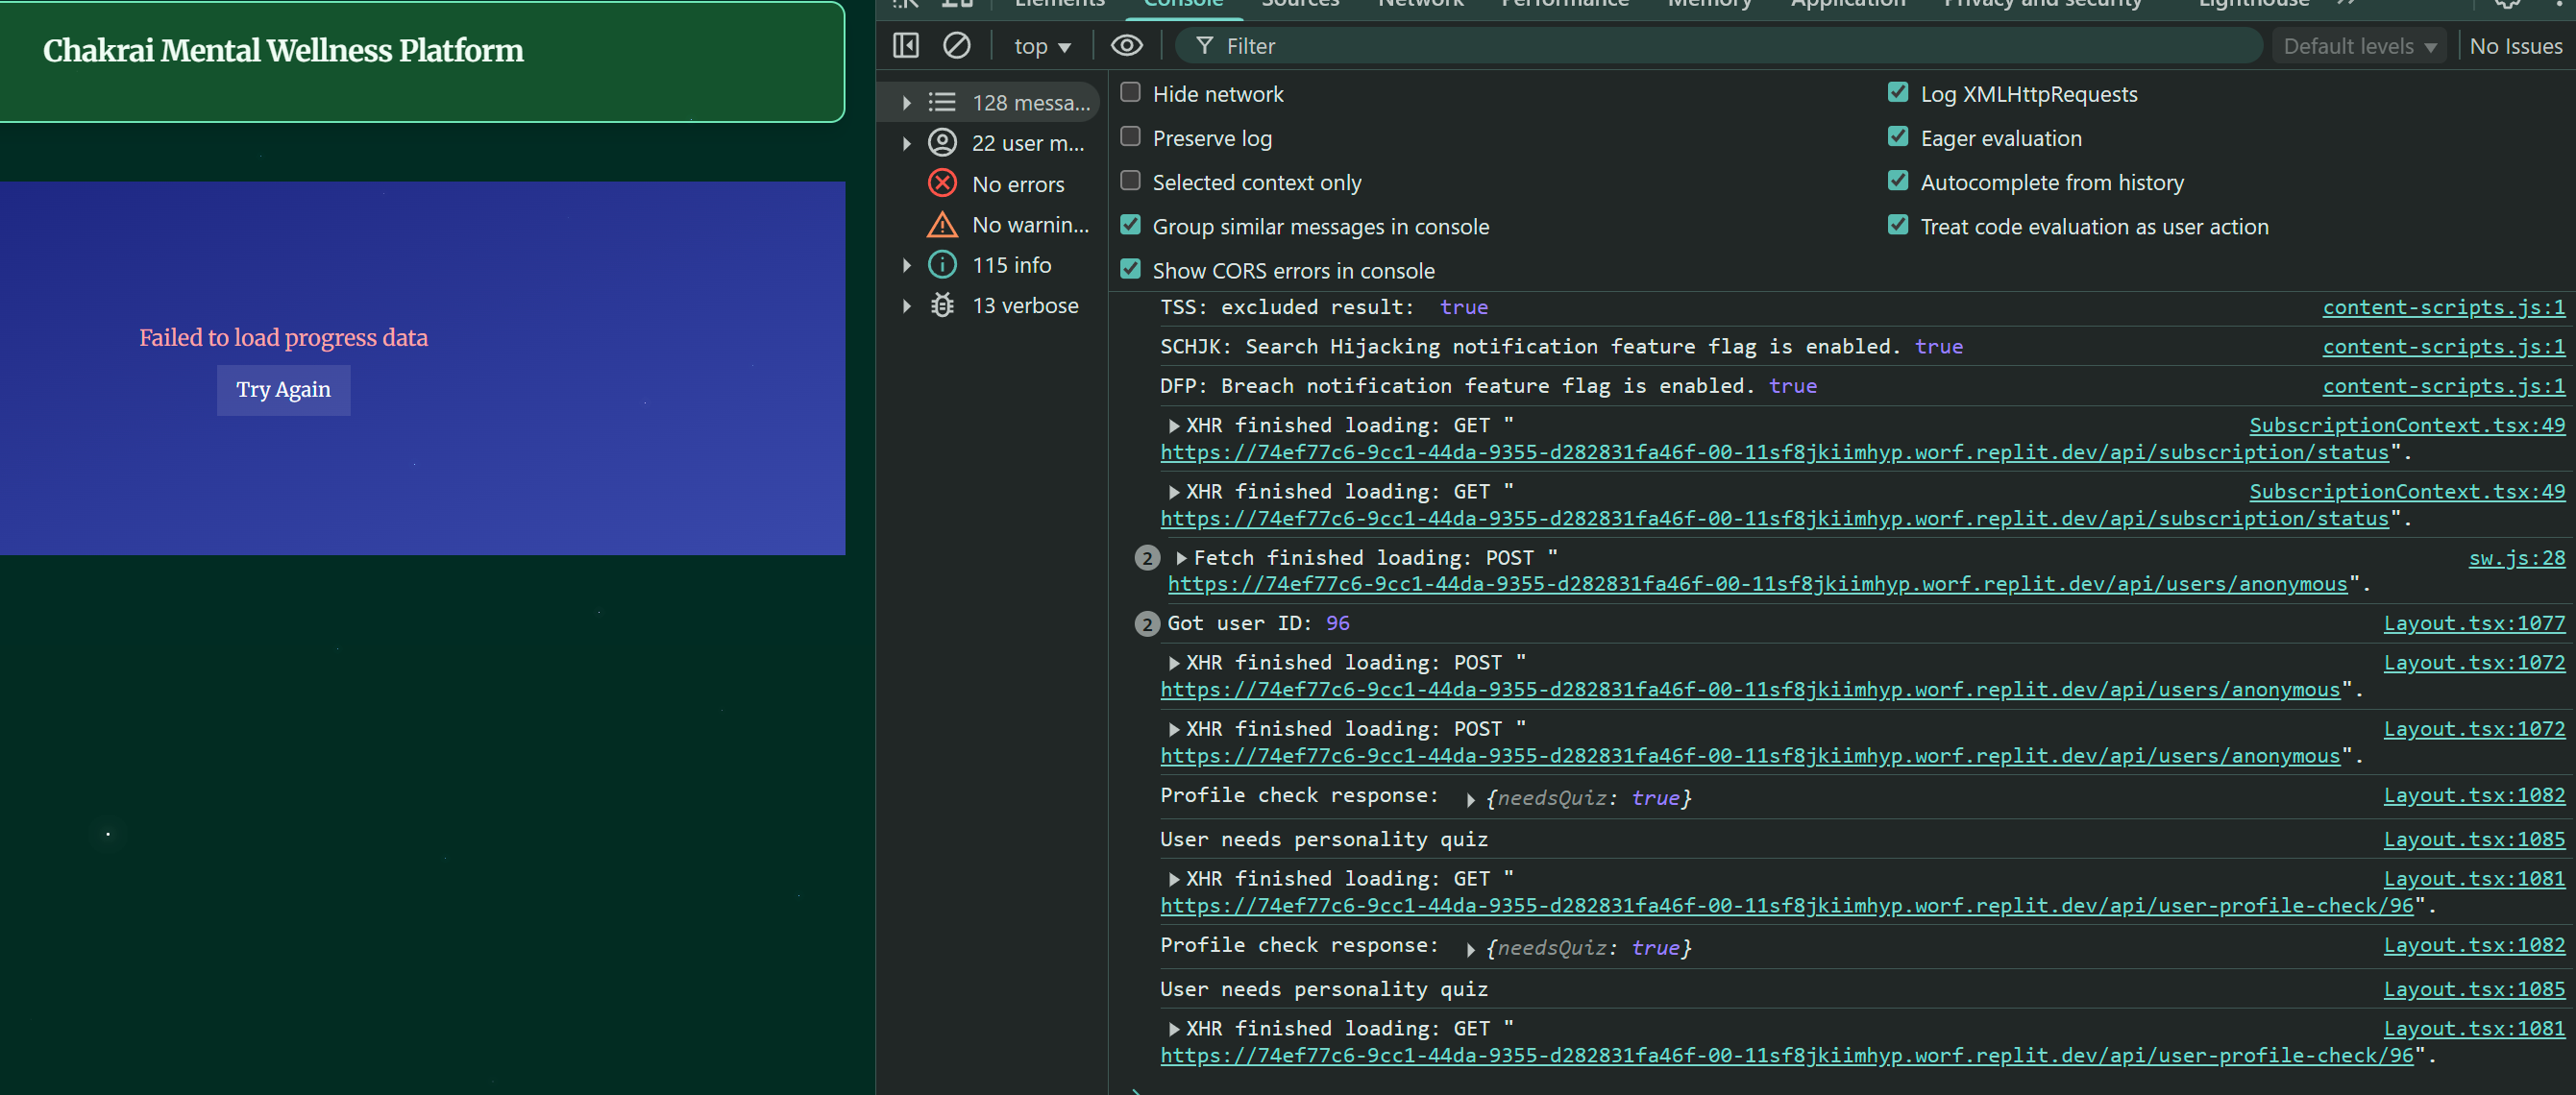 Chakrai Mental Wellness Platform
Failed to load progress data
Try Again
Elements Console Sources Network Performance Memory Application Privacy and security Lighthouse
top
Filter
Default levels
No Issues
128 messa...
22 user m...
No errors
No warnin...
115 info
13 verbose
Hide network
Log XMLHttpRequests
Preserve log
Eager evaluation
Selected context only
Autocomplete from history
Group similar messages in console
Treat code evaluation as user action
Show CORS errors in console
TSS: excluded result: true content-scripts.js:1
SCHJK: Search Hijacking notification feature flag is enabled. true content-scripts.js:1
DFP: Breach notification feature flag is enabled. true content-scripts.js:1
XHR finished loading: GET " SubscriptionContext.tsx:49
https://74ef77c6-9cc1-44da-9355-d282831fa46f-00-11sf8jkiimhyp.worf.replit.dev/api/subscription/status".
XHR finished loading: GET " SubscriptionContext.tsx:49
https://74ef77c6-9cc1-44da-9355-d282831fa46f-00-11sf8jkiimhyp.worf.replit.dev/api/subscription/status".
2 Fetch finished loading: POST " sw.js:28
https://74ef77c6-9cc1-44da-9355-d282831fa46f-00-11sf8jkiimhyp.worf.replit.dev/api/users/anonymous".
2 Got user ID: 96 Layout.tsx:1077
XHR finished loading: POST " Layout.tsx:1072
https://74ef77c6-9cc1-44da-9355-d282831fa46f-00-11sf8jkiimhyp.worf.replit.dev/api/users/anonymous".
XHR finished loading: POST " Layout.tsx:1072
https://74ef77c6-9cc1-44da-9355-d282831fa46f-00-11sf8jkiimhyp.worf.replit.dev/api/users/anonymous".
Profile check response: {needsQuiz: true} Layout.tsx:1082
User needs personality quiz Layout.tsx:1085
XHR finished loading: GET " Layout.tsx:1081
https://74ef77c6-9cc1-44da-9355-d282831fa46f-00-11sf8jkiimhyp.worf.replit.dev/api/user-profile-check/96".
Profile check response: {needsQuiz: true} Layout.tsx:1082
User needs personality quiz Layout.tsx:1085
XHR finished loading: GET " Layout.tsx:1081
https://74ef77c6-9cc1-44da-9355-d282831fa46f-00-11sf8jkiimhyp.worf.replit.dev/api/user-profile-check/96".